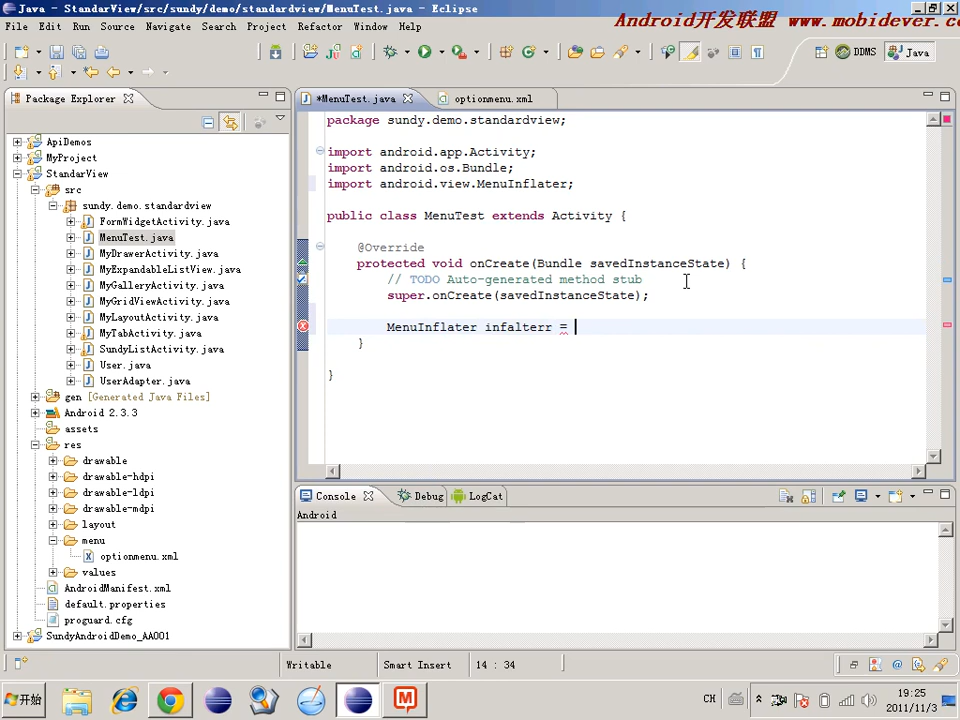 Java - StandarView/src/sundy/demo/standardview/MenuTest.java - Eclipse
Android开发联盟 www.mobidever.co
File Edit Run Source Navigate Search Project Refactor Window Help
DDMS Java
Package Explorer
*MenuTest.java optionmenu.xml
ApiDemos
MyProject
StandarView
src
sundy.demo.standardview
FormWidgetActivity.java
MenuTest.java
MyDrawerActivity.java
MyExpandableListView.java
MyGalleryActivity.java
MyGridViewActivity.java
MyLayoutActivity.java
MyTabActivity.java
SundyListActivity.java
User.java
UserAdapter.java
gen [Generated Java Files]
Android 2.3.3
assets
res
drawable
drawable-hdpi
drawable-ldpi
drawable-mdpi
layout
menu
optionmenu.xml
values
AndroidManifest.xml
default.properties
proguard.cfg
SundyAndroidDemo_AA001
package sundy.demo.standardview;
import android.app.Activity;
import android.os.Bundle;
import android.view.MenuInflater;
public class MenuTest extends Activity {
@Override
protected void onCreate(Bundle savedInstanceState) {
// TODO Auto-generated method stub
super.onCreate(savedInstanceState);
MenuInflater infalterr =
}
}
Console Debug LogCat
Android
Writable Smart Insert 14 : 34
开始
CH
19:25
2011/11/3